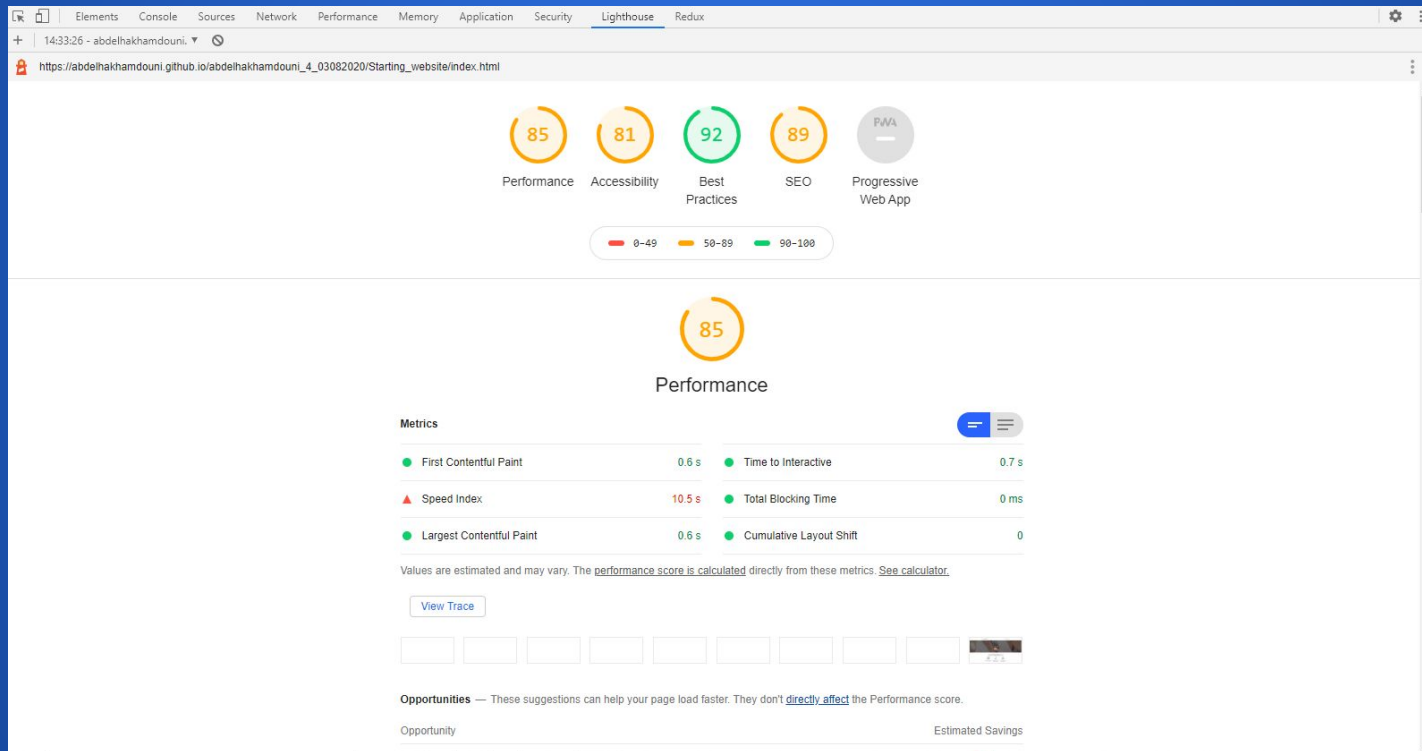 Elements Console Sources Network Performance Memory Application Security Lighthouse Redux
14:33:26 - abdelhakhamdouni.
https://abdelhakhamdouni.github.io/abdelhakhamdouni_4_03082020/Starting_website/index.html
85 81 92 89 PWA
Performance Accessibility Best Practices SEO Progressive Web App
0-49 50-89 90-100
85
Performance
Metrics
First Contentful Paint 0.6 s Time to Interactive 0.7 s
Speed Index 10.5 s Total Blocking Time 0 ms
Largest Contentful Paint 0.6 s Cumulative Layout Shift 0
Values are estimated and may vary. The performance score is calculated directly from these metrics. See calculator.
View Trace
Opportunities — These suggestions can help your page load faster. They don't directly affect the Performance score.
Opportunity Estimated Savings